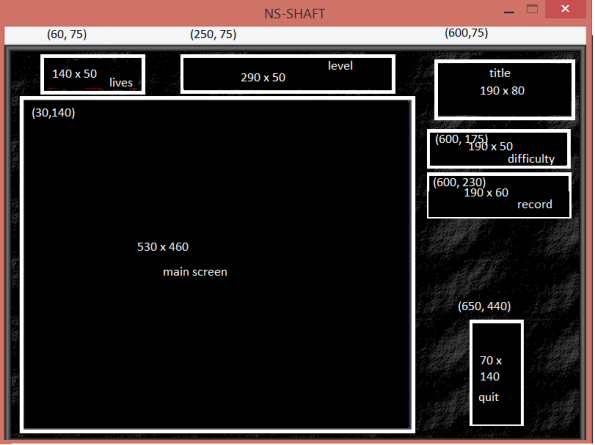 NS-SHAFT
(60, 75)
(250, 75)
(600,75)
140 x 50
lives
level
290 x 50
title
190 x 80
(30,140)
(600, 175)
190 x 50
difficulty
(600, 230)
190 x 60
record
530 x 460
main screen
(650, 440)
70 x
140
quit